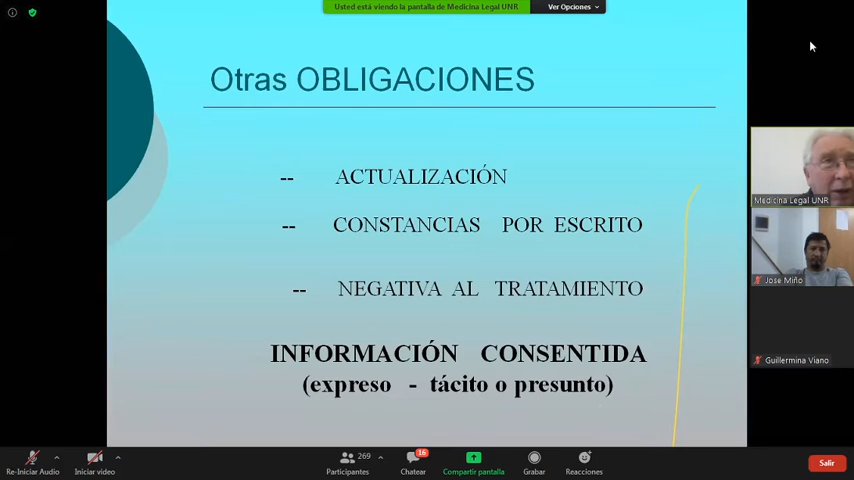 Usted está viendo la pantalla de Medicina Legal UNR
Ver Opciones
Otras OBLIGACIONES
-- ACTUALIZACIÓN
-- CONSTANCIAS POR ESCRITO
-- NEGATIVA AL TRATAMIENTO
INFORMACIÓN CONSENTIDA
(expreso - tácito o presunto)
Medicina Legal UNR
Jose Miño
Guillermina Viano
Re-Iniciar Audio
Iniciar video
269
Participantes
16
Chatear
Compartir pantalla
Grabar
Reacciones
Salir